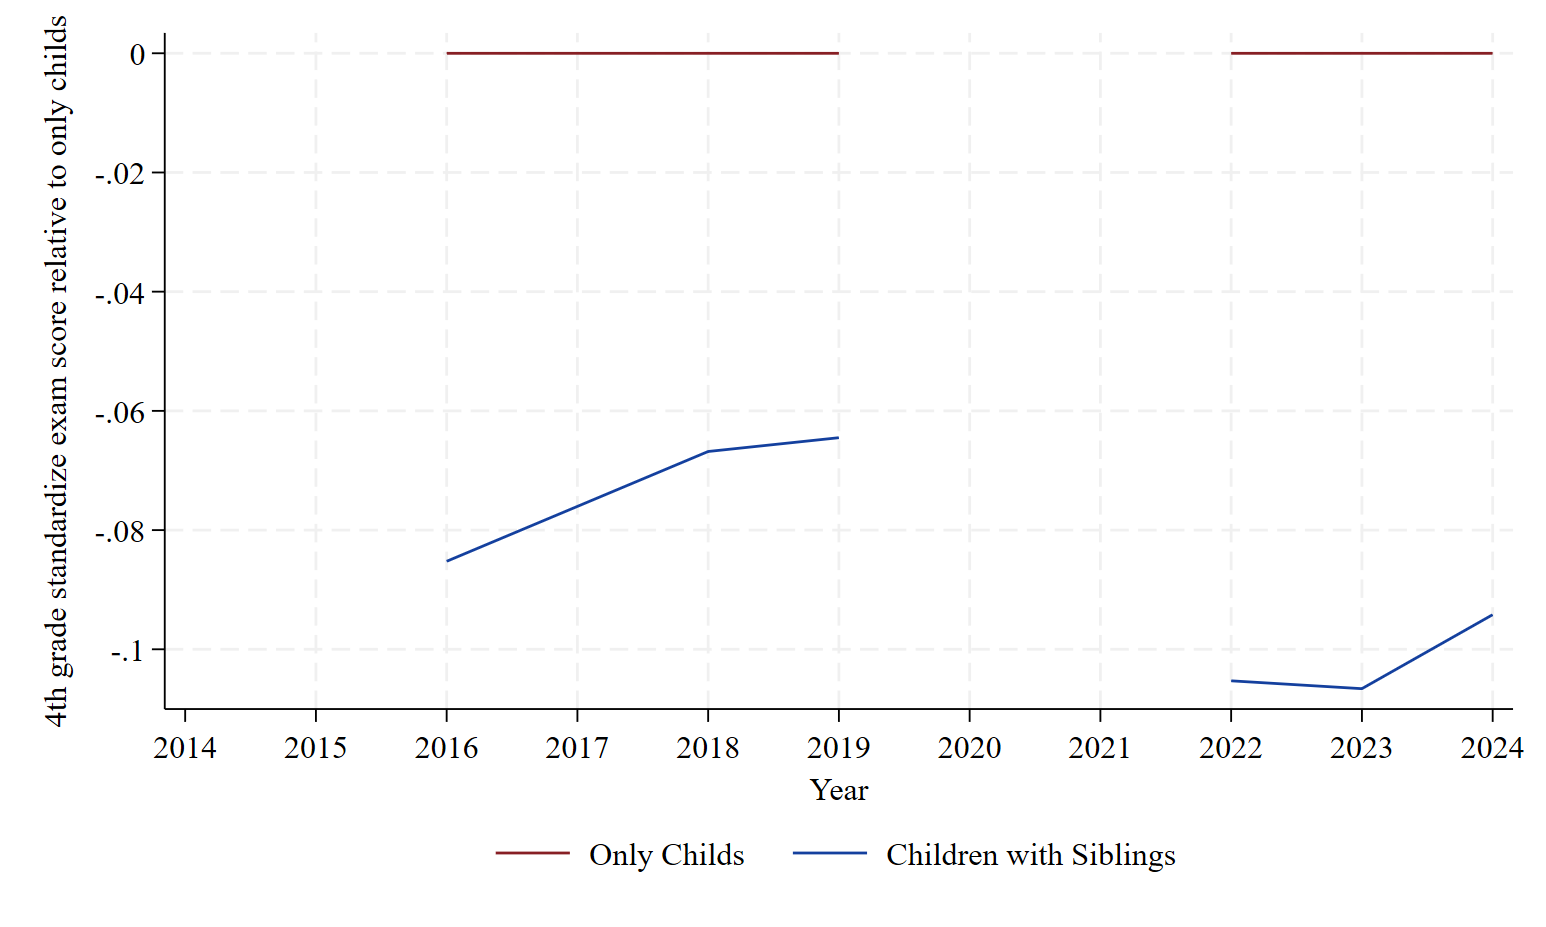 4th grade standardize exam score relative to only childs
0
-.02
-.04
-.06
-.08
-.1
2014 2015 2016 2017 2018 2019 2020 2021 2022 2023 2024
Year
Only Childs Children with Siblings